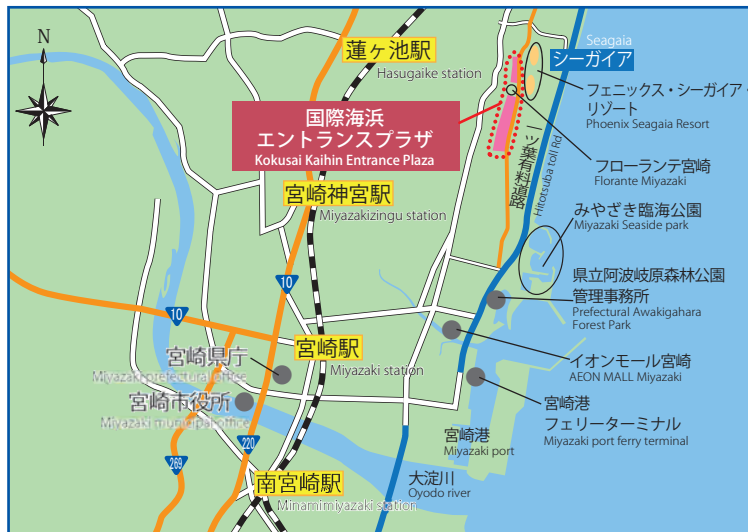 N
蓮ヶ池駅
Hasugaike station
Seagaia
シーガイア
フェニックス・シーガイア・
リゾート
Phoenix Seagaia Resort
国際海浜
エントランスプラザ
Kokusai Kaihin Entrance Plaza
一ツ葉有料道路
Hitotsuba toll Rd.
フローランテ宮崎
Florante Miyazaki
宮崎神宮駅
Miyazakizingu station
みやざき臨海公園
Miyazaki Seaside park
県立阿波岐原森林公園
管理事務所
Prefectural Awakigahara
Forest Park
10
10
宮崎駅
Miyazaki station
イオンモール宮崎
AEON MALL Miyazaki
宮崎県庁
Miyazaki prefectural office
宮崎市役所
Miyazaki municipal office
宮崎港
フェリーターミナル
Miyazaki port ferry terminal
宮崎港
Miyazaki port
220
269
南宮崎駅
Minamimiyazaki station
大淀川
Oyodo river